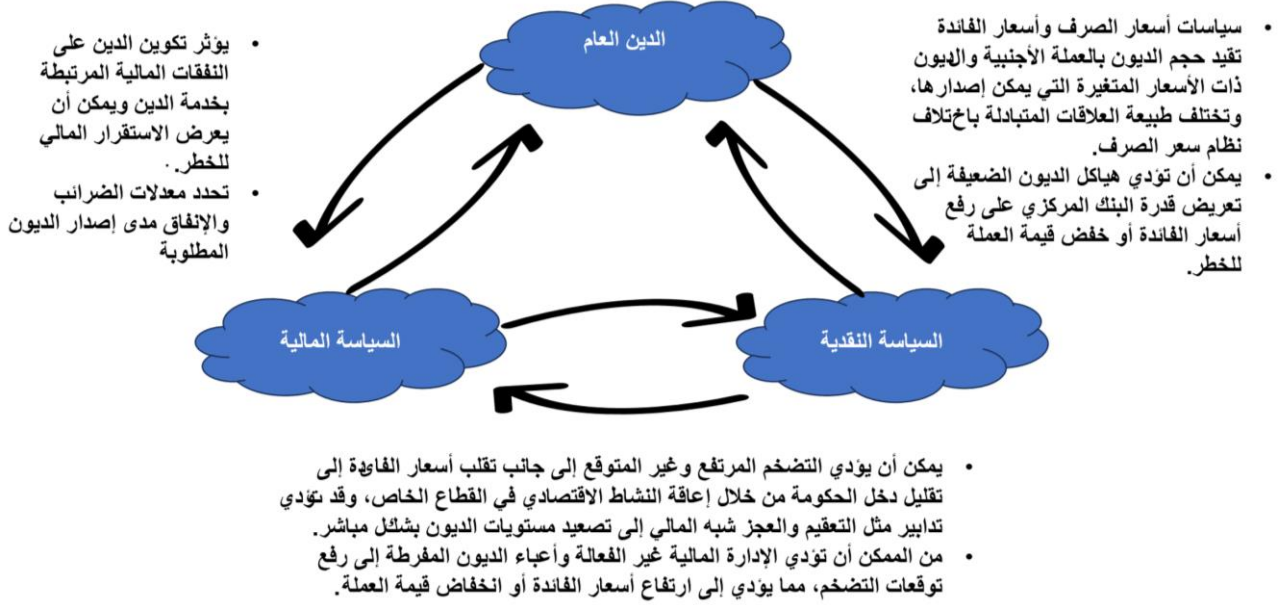 الدين العام
• سياسات أسعار الصرف وأسعار الفائدة
تقيد حجم الديون بالعملة الأجنبية والديون
ذات الأسعار المتغيرة التي يمكن إصدارها،
وتختلف طبيعة العلاقات المتبادلة باختلاف
نظام سعر الصرف.
• يمكن أن تؤدي هياكل الديون الضعيفة إلى
تعريض قدرة البنك المركزي على رفع
أسعار الفائدة أو خفض قيمة العملة
للخطر.
• يؤثر تكوين الدين على
النفقات المالية المرتبطة
بخدمة الدين ويمكن أن
يعرض الاستقرار المالي
للخطر. .
• تحدد معدلات الضرائب
والإنفاق مدى إصدار الديون
المطلوبة
السياسة النقدية
السياسة المالية
• يمكن أن يؤدي التضخم المرتفع وغير المتوقع إلى جانب تقلب أسعار الفايدة إلى
تقليل دخل الحكومة من خلال إعاقة النشاط الاقتصادي في القطاع الخاص، وقد تؤدي
تدابير مثل التعقيم والعجز شبه المالي إلى تصعيد مستويات الديون بشكل مباشر.
• من الممكن أن تؤدي الإدارة المالية غير الفعالة وأعباء الديون المفرطة إلى رفع
توقعات التضخم، مما يؤدي إلى ارتفاع أسعار الفائدة أو انخفاض قيمة العملة.